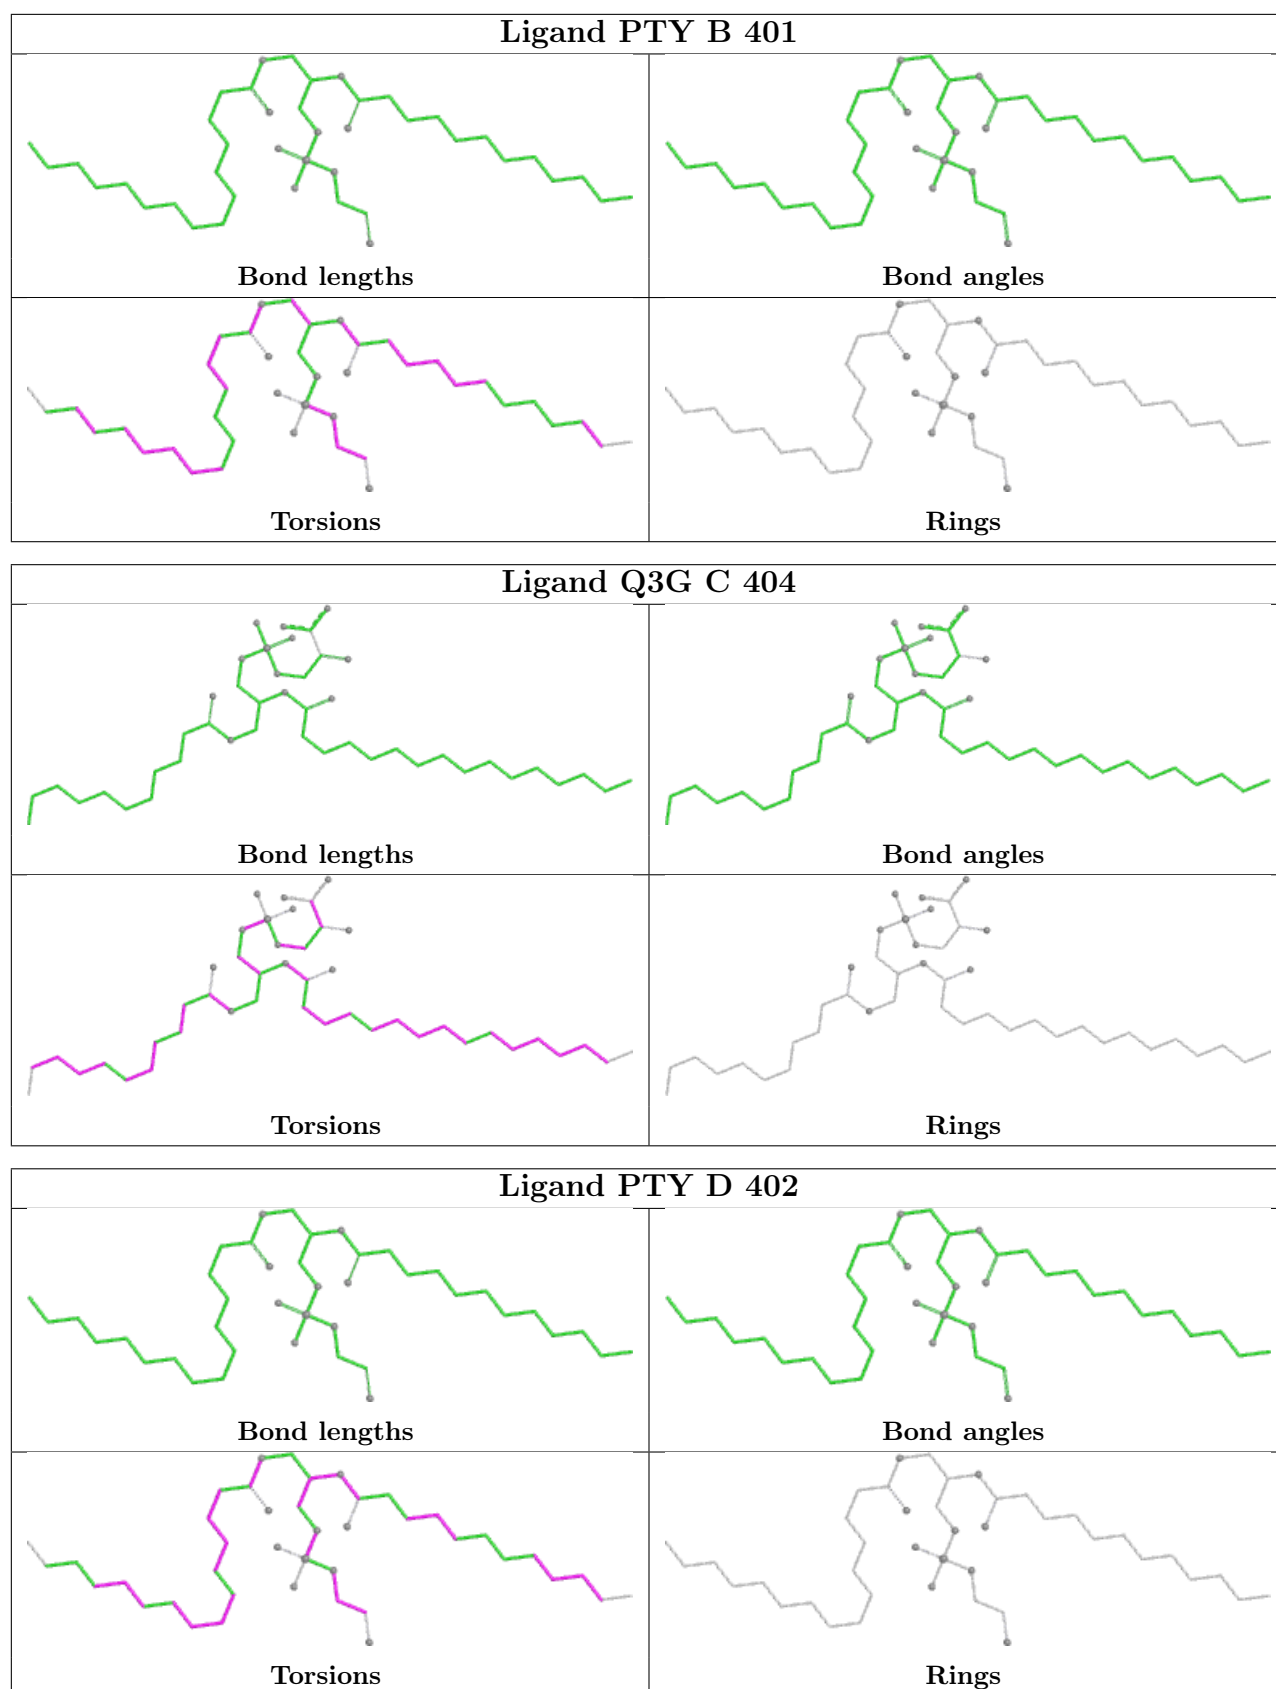 Ligand PTY B 401
Bond lengths
Bond angles
Torsions
Rings
Ligand Q3G C 404
Bond lengths
Bond angles
Torsions
Rings
Ligand PTY D 402
Bond lengths
Bond angles
Torsions
Rings